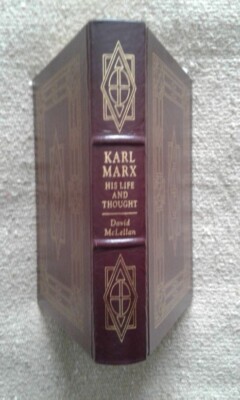 KARL
MARX
HIS LIFE
AND
THOUGHT
David
McLellan